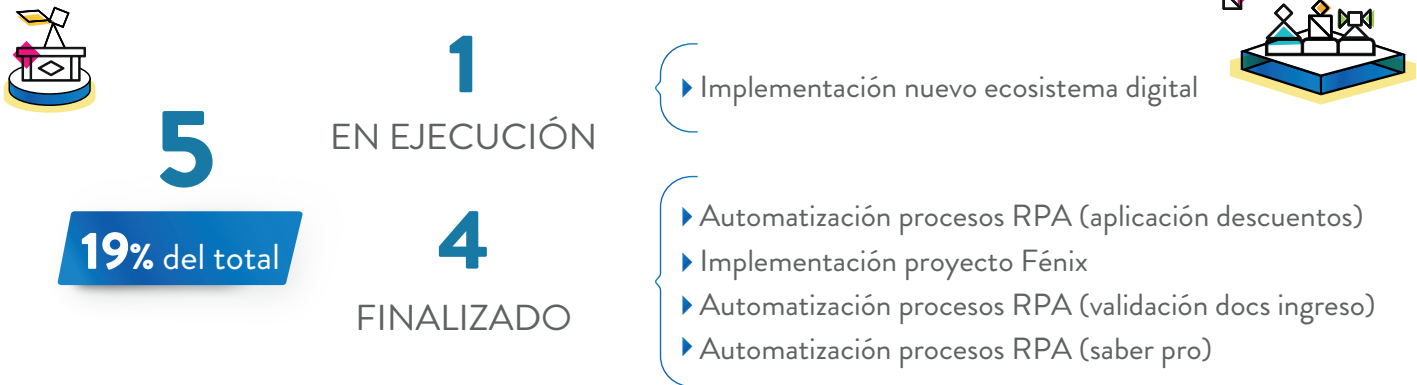 5
19% del total
1
EN EJECUCIÓN
Implementación nuevo ecosistema digital
4
FINALIZADO
Automatización procesos RPA (aplicación descuentos)
Implementación proyecto Fénix
Automatización procesos RPA (validación docs ingreso)
Automatización procesos RPA (saber pro)